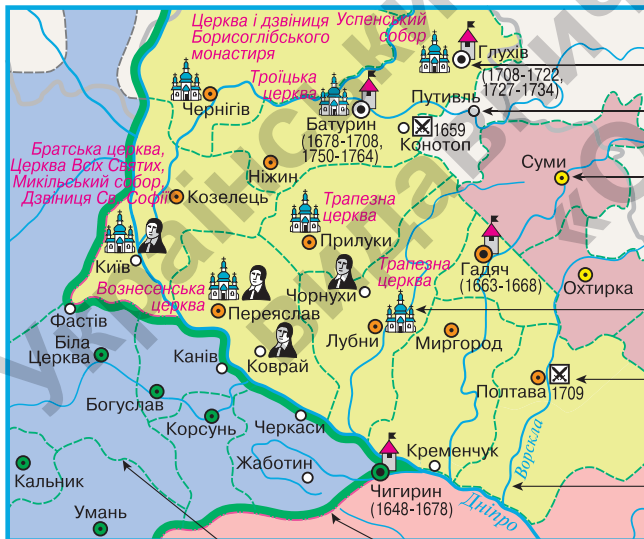 Церква і дзвіниця
Борисоглібського
монастиря
Успенський
собор
Глухів
(1708-1722,
1727-1734)
Троїцька
церква
Чернігів
Батурин
(1678-1708,
1750-1764)
Путивль
1659
Конотоп
Братська церква,
Церква Всіх Святих,
Микільський собор,
Дзвіниця Св. Софії
Ніжин
Суми
Козелець
Трапезна
церква
Прилуки
Київ
Гадяч
(1663-1668)
Охтирка
Вознесенська
церква
Переяслав
Чорнухи
Трапезна
церква
Фастів
Лубни
Миргород
Біла
Церква
Канів
Коврай
Полтава
1709
Богуслав
Корсунь
Черкаси
Ворскла
Кальник
Жаботин
Кременчук
Чигирин
(1648-1678)
Дніпро
Умань